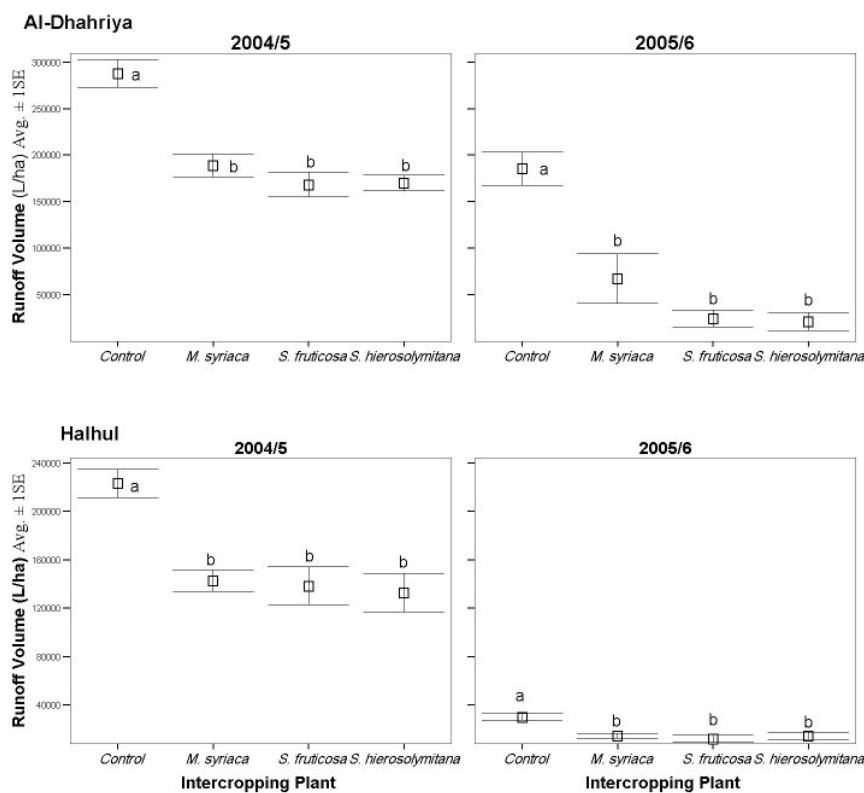 Al-Dhahriya
2004/5
2005/6
Runoff Volume (L/ha) Avg. ± 1SE
300000
250000
200000
150000
100000
50000
a
b
b
b
a
b
b
b
Control M. syriaca S. fruticosa S. hierosolymitana
Control M. syriaca S. fruticosa S. hierosolymitana
Halhul
2004/5
2005/6
Runoff Volume (L/ha) Avg. ± 1SE
240000
200000
160000
120000
80000
40000
a
b
b
b
a
b
b
b
Control M. syriaca S. fruticosa S. hierosolymitana
Control M. syriaca S. fruticosa S. hierosolymitana
Intercropping Plant
Intercropping Plant